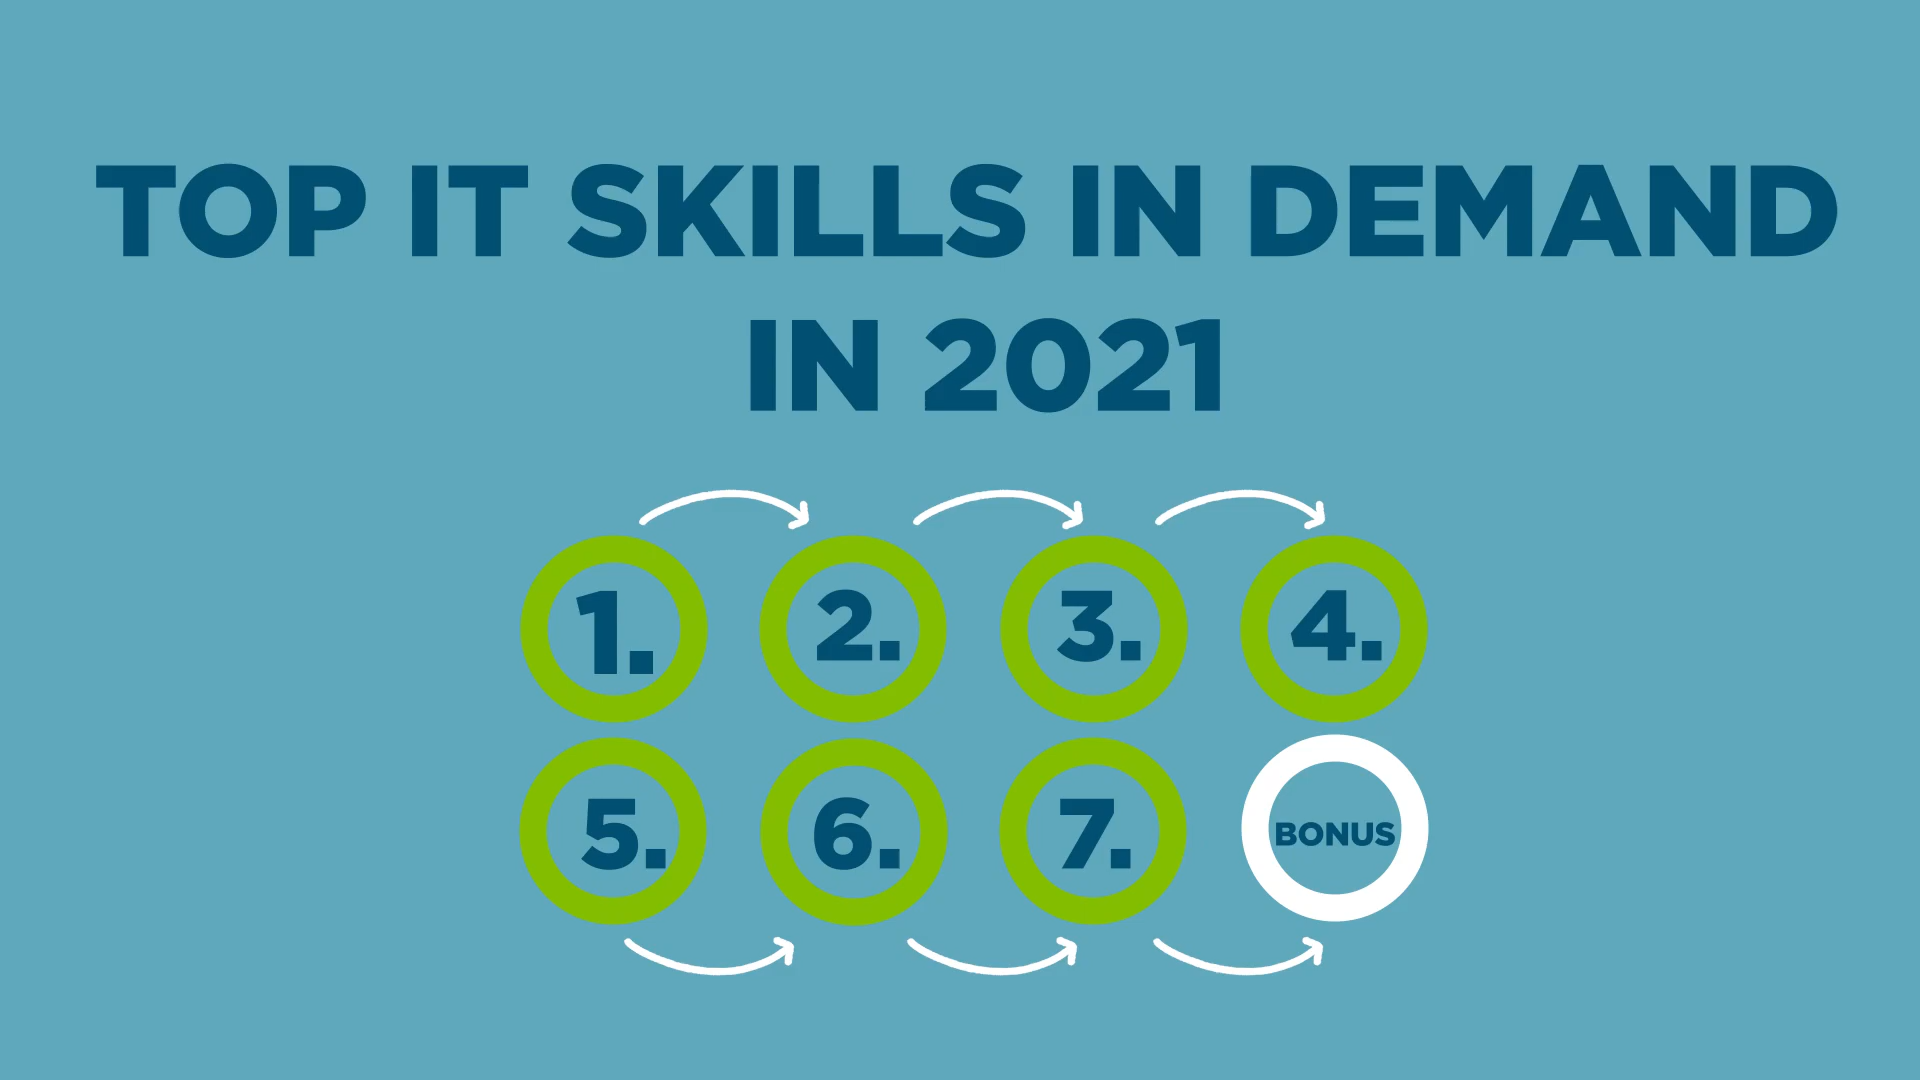 TOP IT SKILLS IN DEMAND
IN 2021
1. 2. 3. 4.
5. 6. 7. BONUS